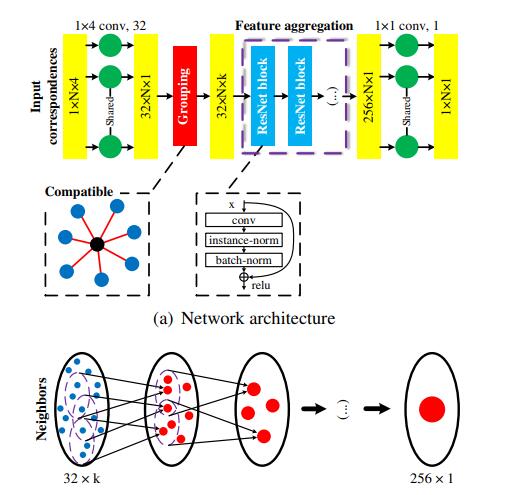 1×4 conv, 32
Feature aggregation
1×1 conv, 1
Input
correspondences
1×N×4
Shared
32×N×1
Grouping
32×N×k
ResNet block
ResNet block
(...)
256×N×1
Shared
1×N×1
Compatible
x
conv
instance-norm
batch-norm
relu
(a) Network architecture
Neighbors
(...)
32 × k
256 × 1